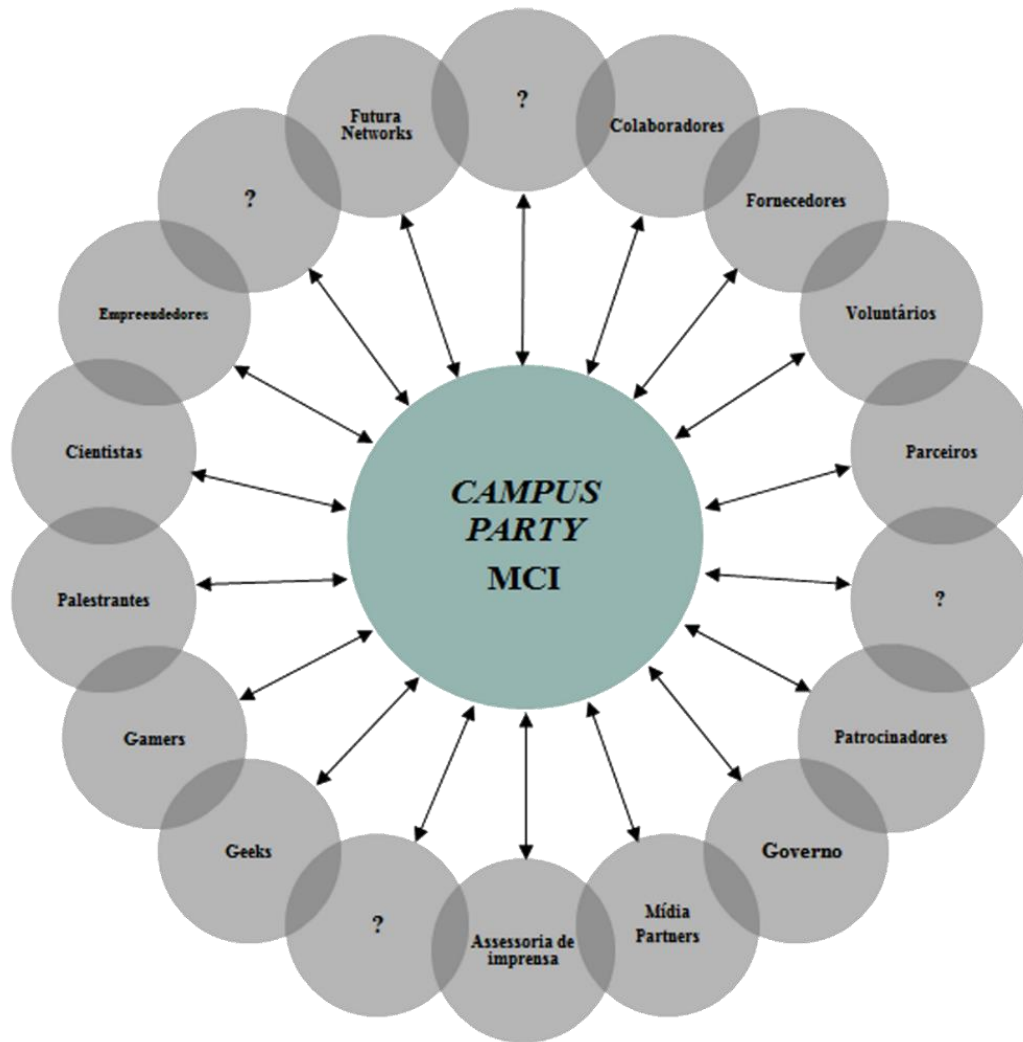 ?
Colaboradores
Fornecedores
Voluntários
Parceiros
?
Patrocinadores
Governo
Mídia
Partners
Assessoria de
imprensa
?
Geeks
Gamers
Palestrantes
Cientistas
Empreendedores
?
Futura
Networks
CAMPUS
PARTY
MCI